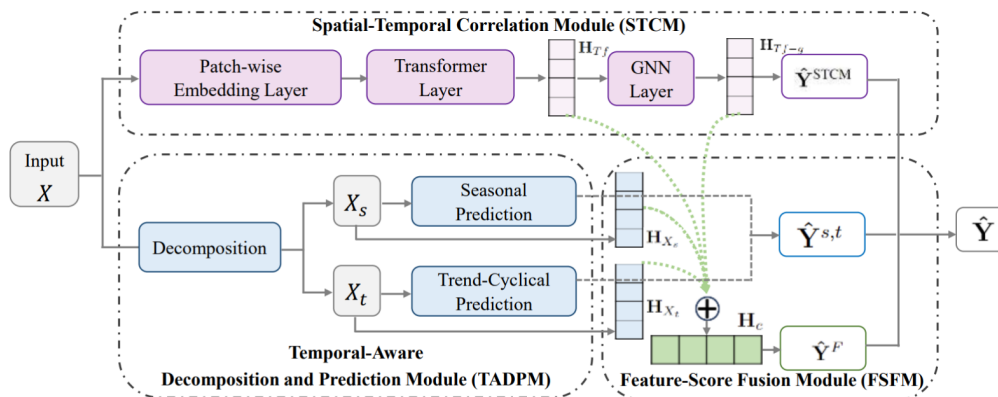 Spatial-Temporal Correlation Module (STCM)
Patch-wise
Embedding Layer
Transformer
Layer
H_{Tf}
GNN
Layer
H_{Tf-g}
Ŷ^{STCM}
Input
X
Decomposition
X_s
Seasonal
Prediction
H_{X_s}
Ŷ^{s,t}
Ŷ
X_t
Trend-Cyclical
Prediction
H_{X_t}
+
H_c
Ŷ^F
Temporal-Aware
Decomposition and Prediction Module (TADPM)
Feature-Score Fusion Module (FSFM)